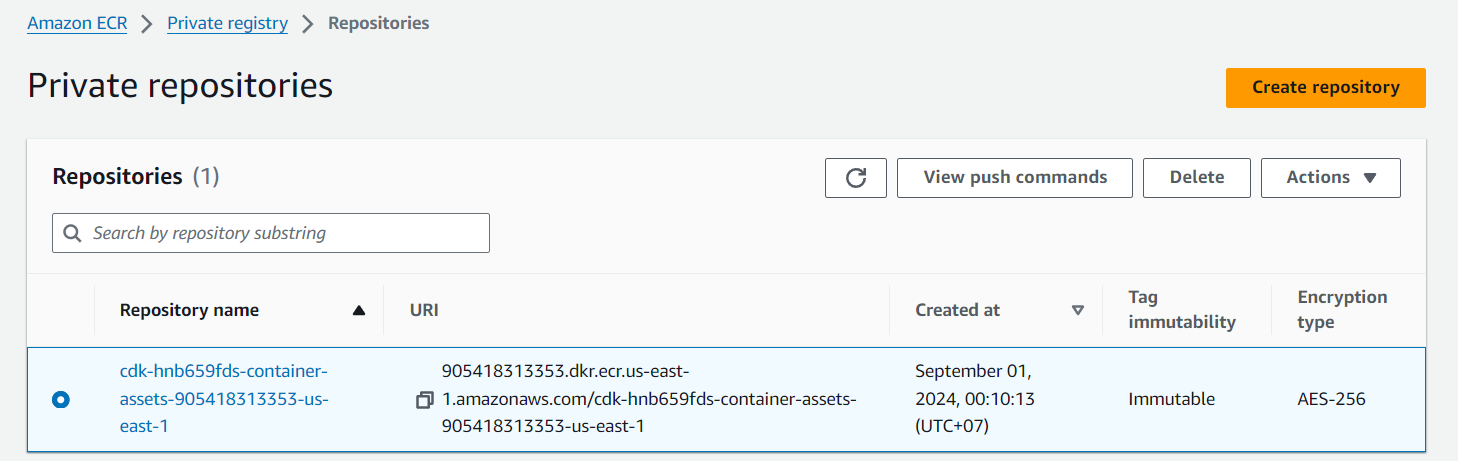 Amazon ECR > Private registry > Repositories
Private repositories
Create repository
Repositories (1)
View push commands
Delete
Actions
Search by repository substring
Repository name
URI
Created at
Tag
immutability
Encryption
type
cdk-hnb659fds-container-
assets-905418313353-us-
east-1
905418313353.dkr.ecr.us-east-
1.amazonaws.com/cdk-hnb659fds-container-assets-
905418313353-us-east-1
September 01,
2024, 00:10:13
(UTC+07)
Immutable
AES-256